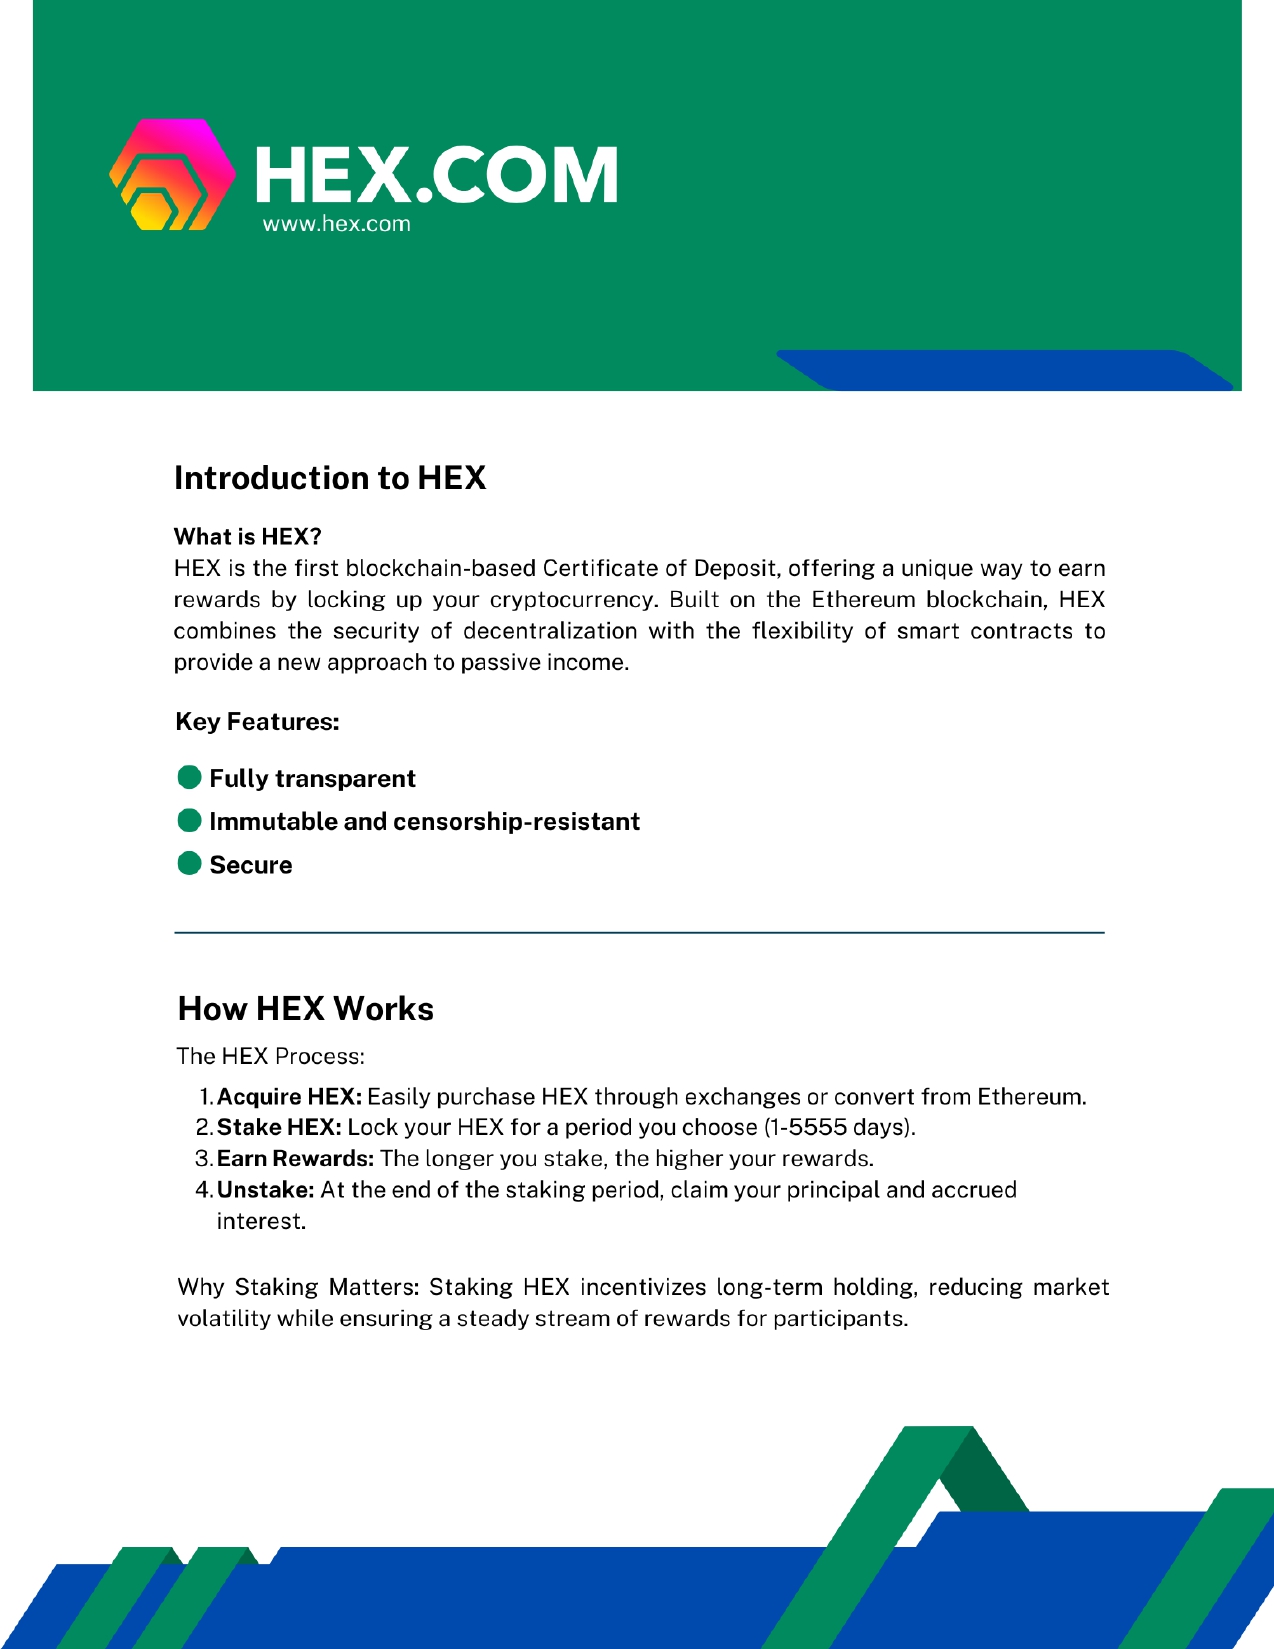 HEX.COM
www.hex.com
Introduction to HEX
What is HEX?
HEX is the first blockchain-based Certificate of Deposit, offering a unique way to earn
rewards by locking up your cryptocurrency. Built on the Ethereum blockchain, HEX
combines the security of decentralization with the flexibility of smart contracts to
provide a new approach to passive income.
Key Features:
Fully transparent
Immutable and censorship-resistant
Secure
How HEX Works
The HEX Process:
1. Acquire HEX: Easily purchase HEX through exchanges or convert from Ethereum.
2. Stake HEX: Lock your HEX for a period you choose (1-5555 days).
3. Earn Rewards: The longer you stake, the higher your rewards.
4. Unstake: At the end of the staking period, claim your principal and accrued
interest.
Why Staking Matters: Staking HEX incentivizes long-term holding, reducing market
volatility while ensuring a steady stream of rewards for participants.